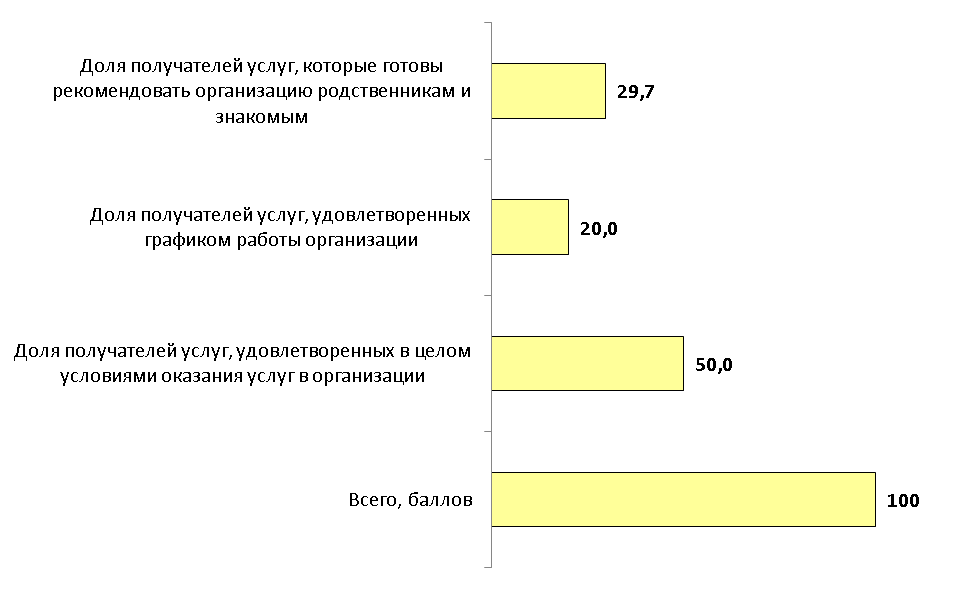 Доля получателей услуг, которые готовы
рекомендовать организацию родственникам и
знакомым
29,7
Доля получателей услуг, удовлетворенных
графиком работы организации
20,0
Доля получателей услуг, удовлетворенных в целом
условиями оказания услуг в организации
50,0
Всего, баллов
100